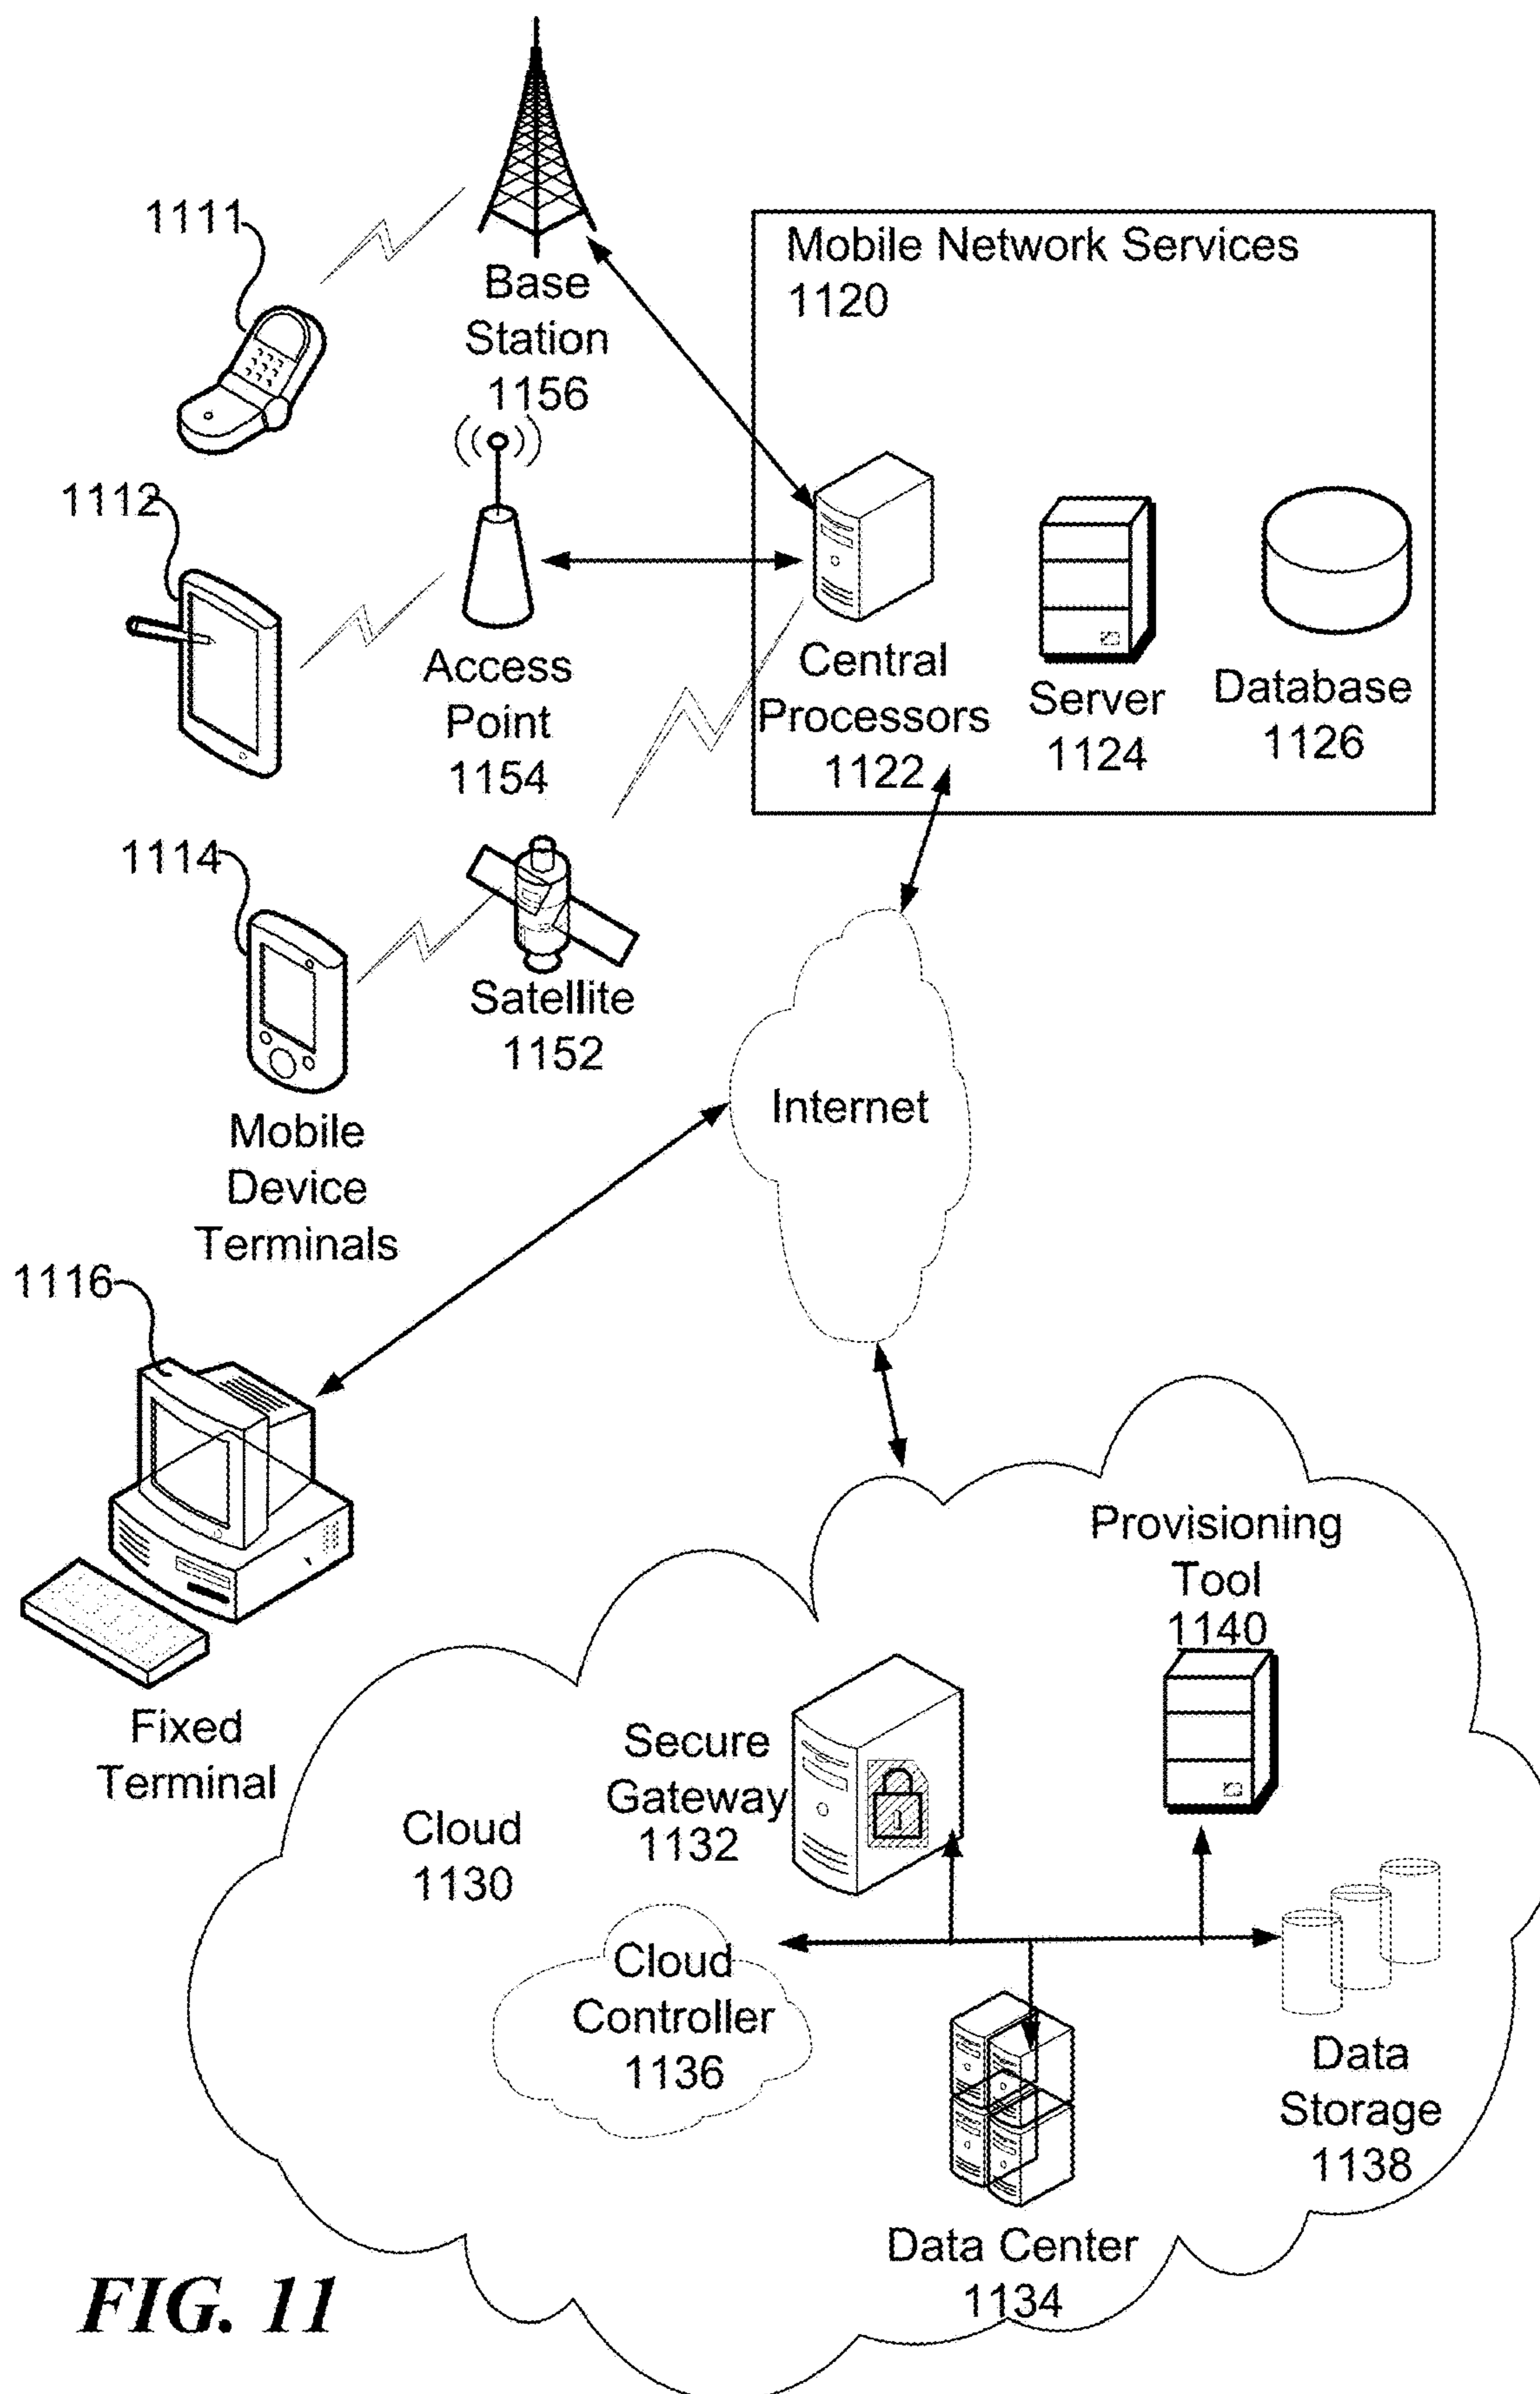 1111
Base
Station
1156
Mobile Network Services
1120
1112
Access
Point
1154
Central
Processors
1122
Server
1124
Database
1126
1114
Satellite
1152
Mobile
Device
Terminals
Internet
1116
Fixed
Terminal
Provisioning
Tool
1140
Secure
Gateway
1132
Cloud
1130
Cloud
Controller
1136
Data
Storage
1138
Data Center
1134
FIG. 11